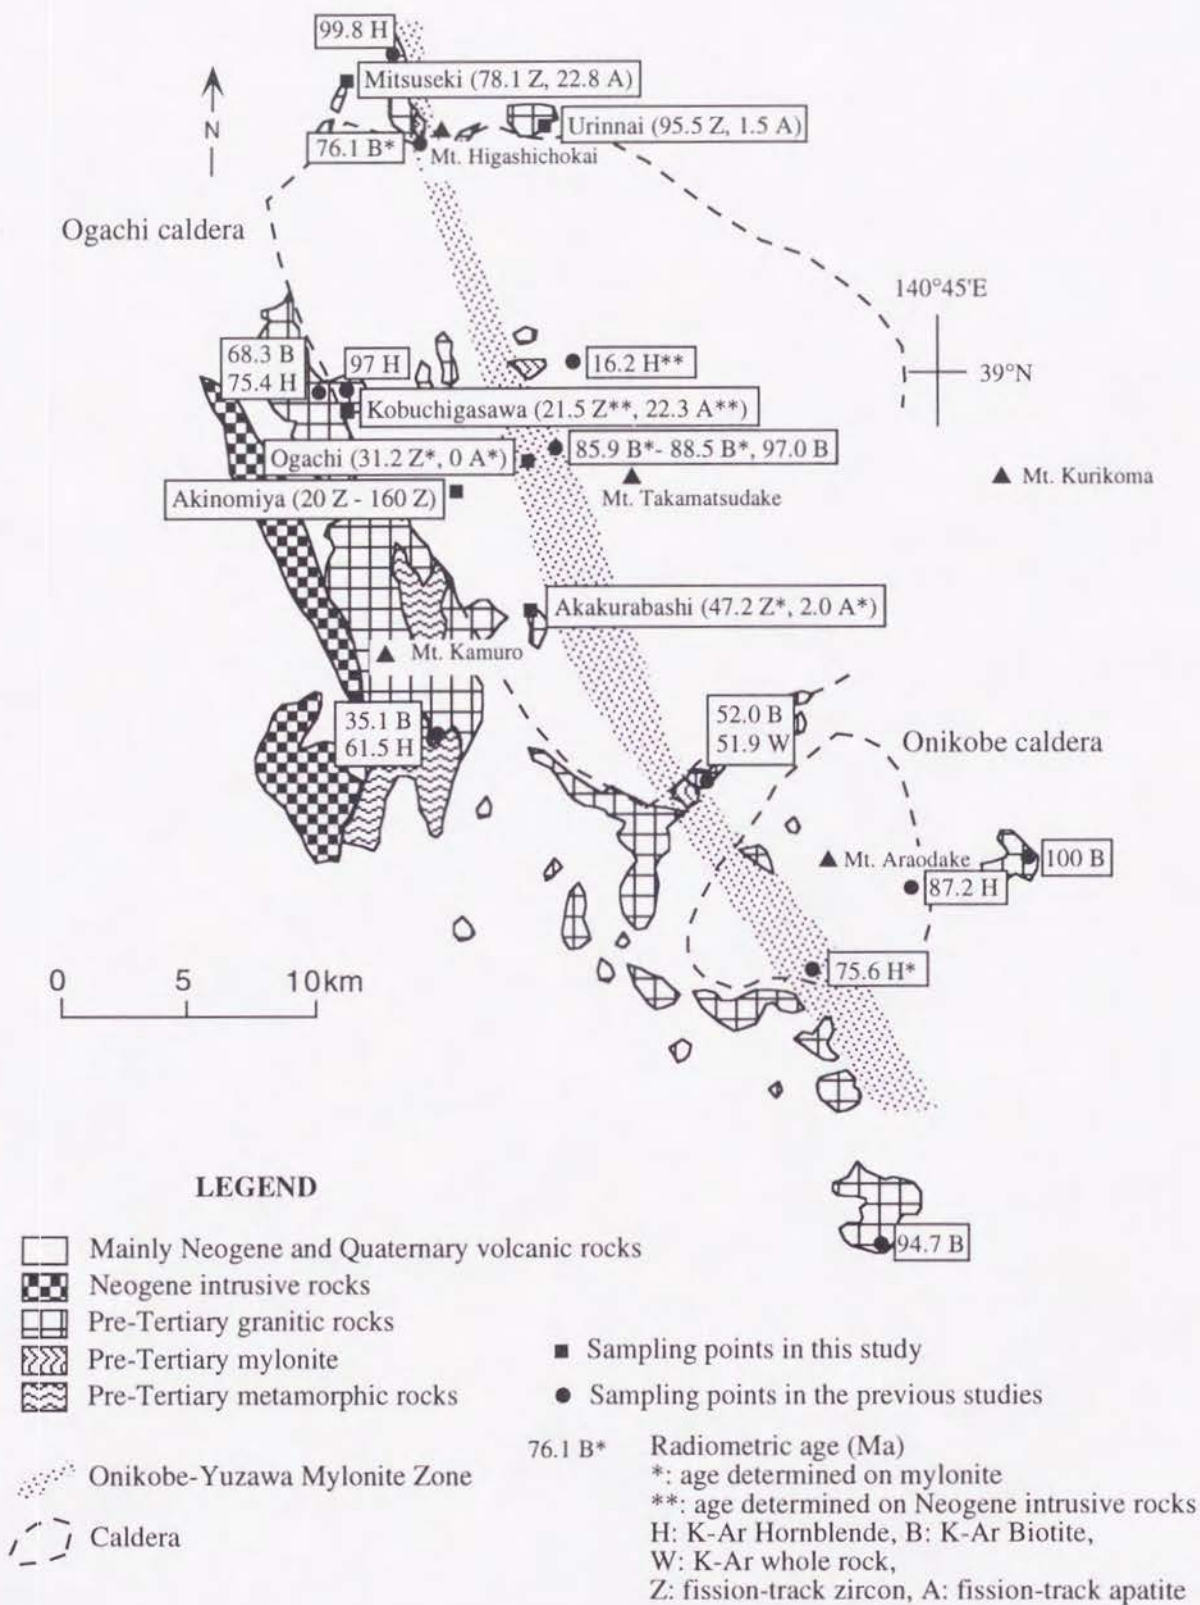 99.8 H
Mitsuseki (78.1 Z, 22.8 A)
N
Urinnai (95.5 Z, 1.5 A)
76.1 B*
Mt. Higashichokai
Ogachi caldera
140°45'E
39°N
68.3 B
75.4 H
97 H
16.2 H**
Kobuchigasawa (21.5 Z**, 22.3 A**)
Ogachi (31.2 Z*, 0 A*)
85.9 B*- 88.5 B*, 97.0 B
Akinomiya (20 Z - 160 Z)
Mt. Takamatsudake
Mt. Kurikoma
Akakurabashi (47.2 Z*, 2.0 A*)
Mt. Kamuro
35.1 B
61.5 H
52.0 B
51.9 W
Onikobe caldera
Mt. Araodake
100 B
87.2 H
75.6 H*
0 5 10km
94.7 B
LEGEND
Mainly Neogene and Quaternary volcanic rocks
Neogene intrusive rocks
Pre-Tertiary granitic rocks
Pre-Tertiary mylonite
Pre-Tertiary metamorphic rocks
Onikobe-Yuzawa Mylonite Zone
Caldera
Sampling points in this study
Sampling points in the previous studies
76.1 B* Radiometric age (Ma)
*: age determined on mylonite
**: age determined on Neogene intrusive rocks
H: K-Ar Hornblende, B: K-Ar Biotite,
W: K-Ar whole rock,
Z: fission-track zircon, A: fission-track apatite